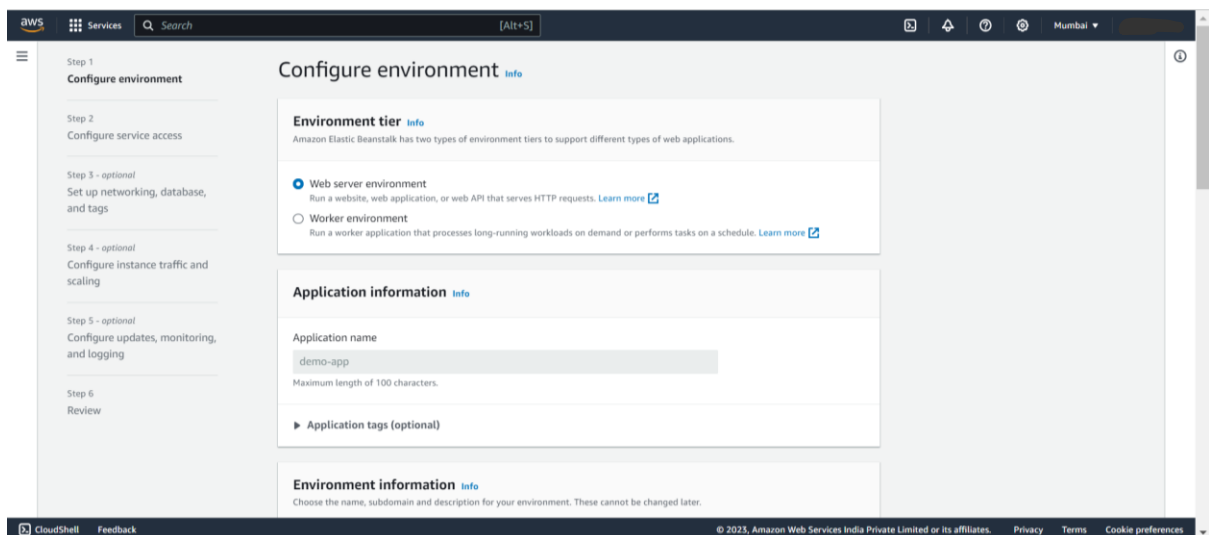 aws
Services
Search
[Alt+S]
Mumbai
Step 1
Configure environment
Step 2
Configure service access
Step 3 - optional
Set up networking, database,
and tags
Step 4 - optional
Configure instance traffic and
scaling
Step 5 - optional
Configure updates, monitoring,
and logging
Step 6
Review
Configure environment Info
Environment tier Info
Amazon Elastic Beanstalk has two types of environment tiers to support different types of web applications.
Web server environment
Run a website, web application, or web API that serves HTTP requests. Learn more
Worker environment
Run a worker application that processes long-running workloads on demand or performs tasks on a schedule. Learn more
Application information Info
Application name
demo-app
Maximum length of 100 characters.
Application tags (optional)
Environment information Info
Choose the name, subdomain and description for your environment. These cannot be changed later.
CloudShell Feedback
© 2023, Amazon Web Services India Private Limited or its affiliates. Privacy Terms Cookie preferences